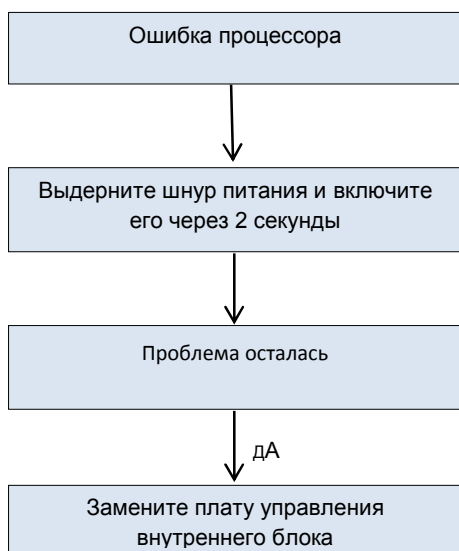 Ошибка процессора
Выдерните шнур питания и включите
его через 2 секунды
Проблема осталась
дА
Замените плату управления
внутреннего блока